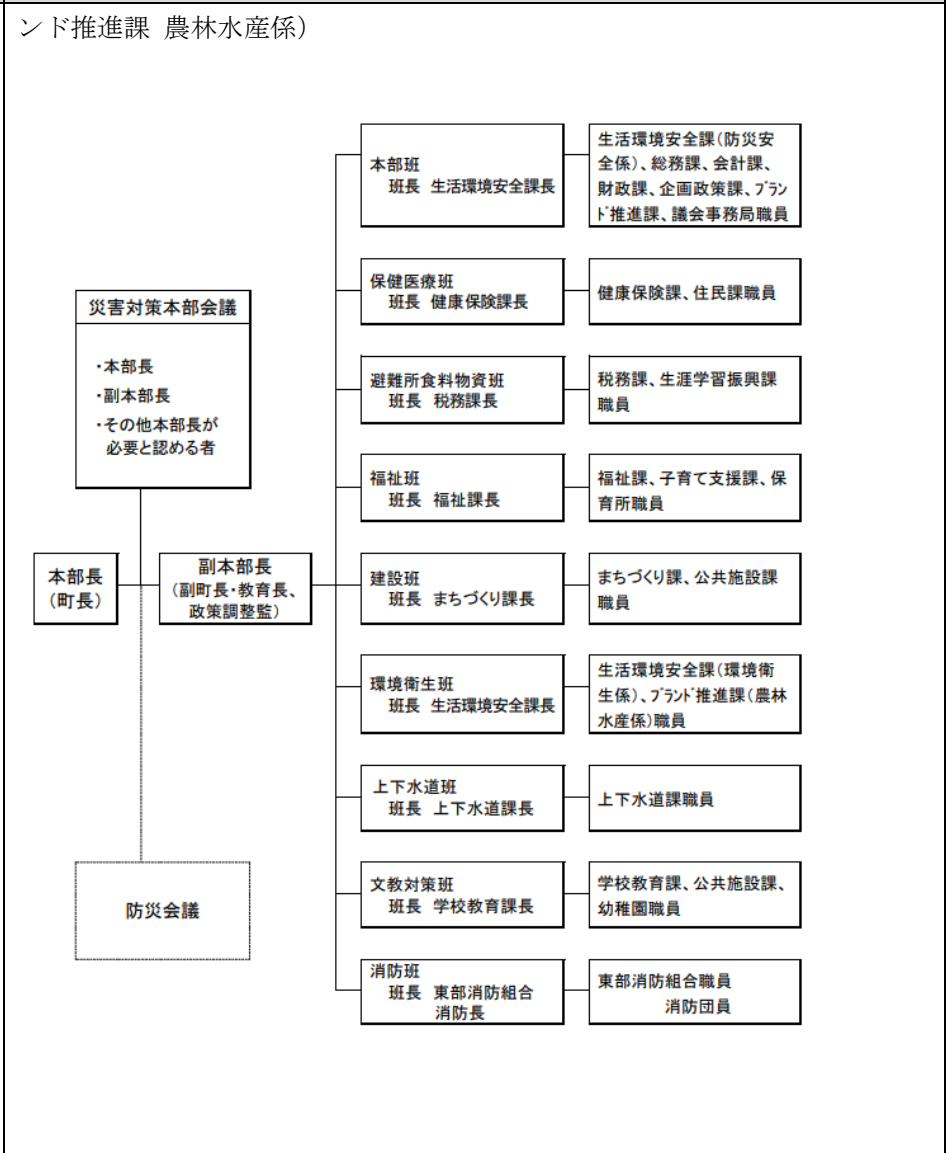 ンド推進課 農林水産係)
災害対策本部会議
・本部長
・副本部長
・その他本部長が
必要と認める者
本部長
(町長)
副本部長
(副町長・教育長、
政策調整監)
防災会議
本部班
班長 生活環境安全課長
生活環境安全課(防災安
全係)、総務課、会計課、
財政課、企画政策課、ブラン
ド推進課、議会事務局職員
保健医療班
班長 健康保険課長
健康保険課、住民課職員
避難所食料物資班
班長 税務課長
税務課、生涯学習振興課
職員
福祉班
班長 福祉課長
福祉課、子育て支援課、保
育所職員
建設班
班長 まちづくり課長
まちづくり課、公共施設課
職員
環境衛生班
班長 生活環境安全課長
生活環境安全課(環境衛
生係)、ブランド推進課(農林
水産係)職員
上下水道班
班長 上下水道課長
上下水道課職員
文教対策班
班長 学校教育課長
学校教育課、公共施設課、
幼稚園職員
消防班
班長 東部消防組合
消防長
東部消防組合職員
消防団員